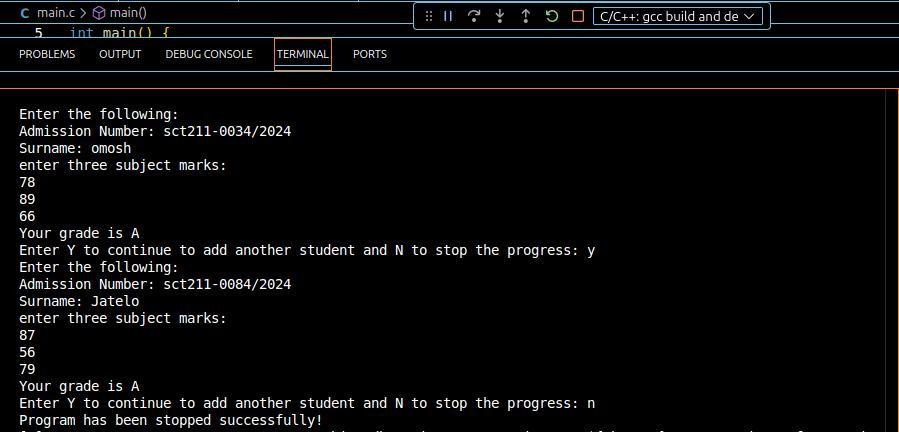 main.c > main()
C/C++: gcc build and de
5 int main() {
PROBLEMS OUTPUT DEBUG CONSOLE TERMINAL PORTS
Enter the following:
Admission Number: sct211-0034/2024
Surname: omosh
enter three subject marks:
78
89
66
Your grade is A
Enter Y to continue to add another student and N to stop the progress: y
Enter the following:
Admission Number: sct211-0084/2024
Surname: Jatelo
enter three subject marks:
87
56
79
Your grade is A
Enter Y to continue to add another student and N to stop the progress: n
Program has been stopped successfully!